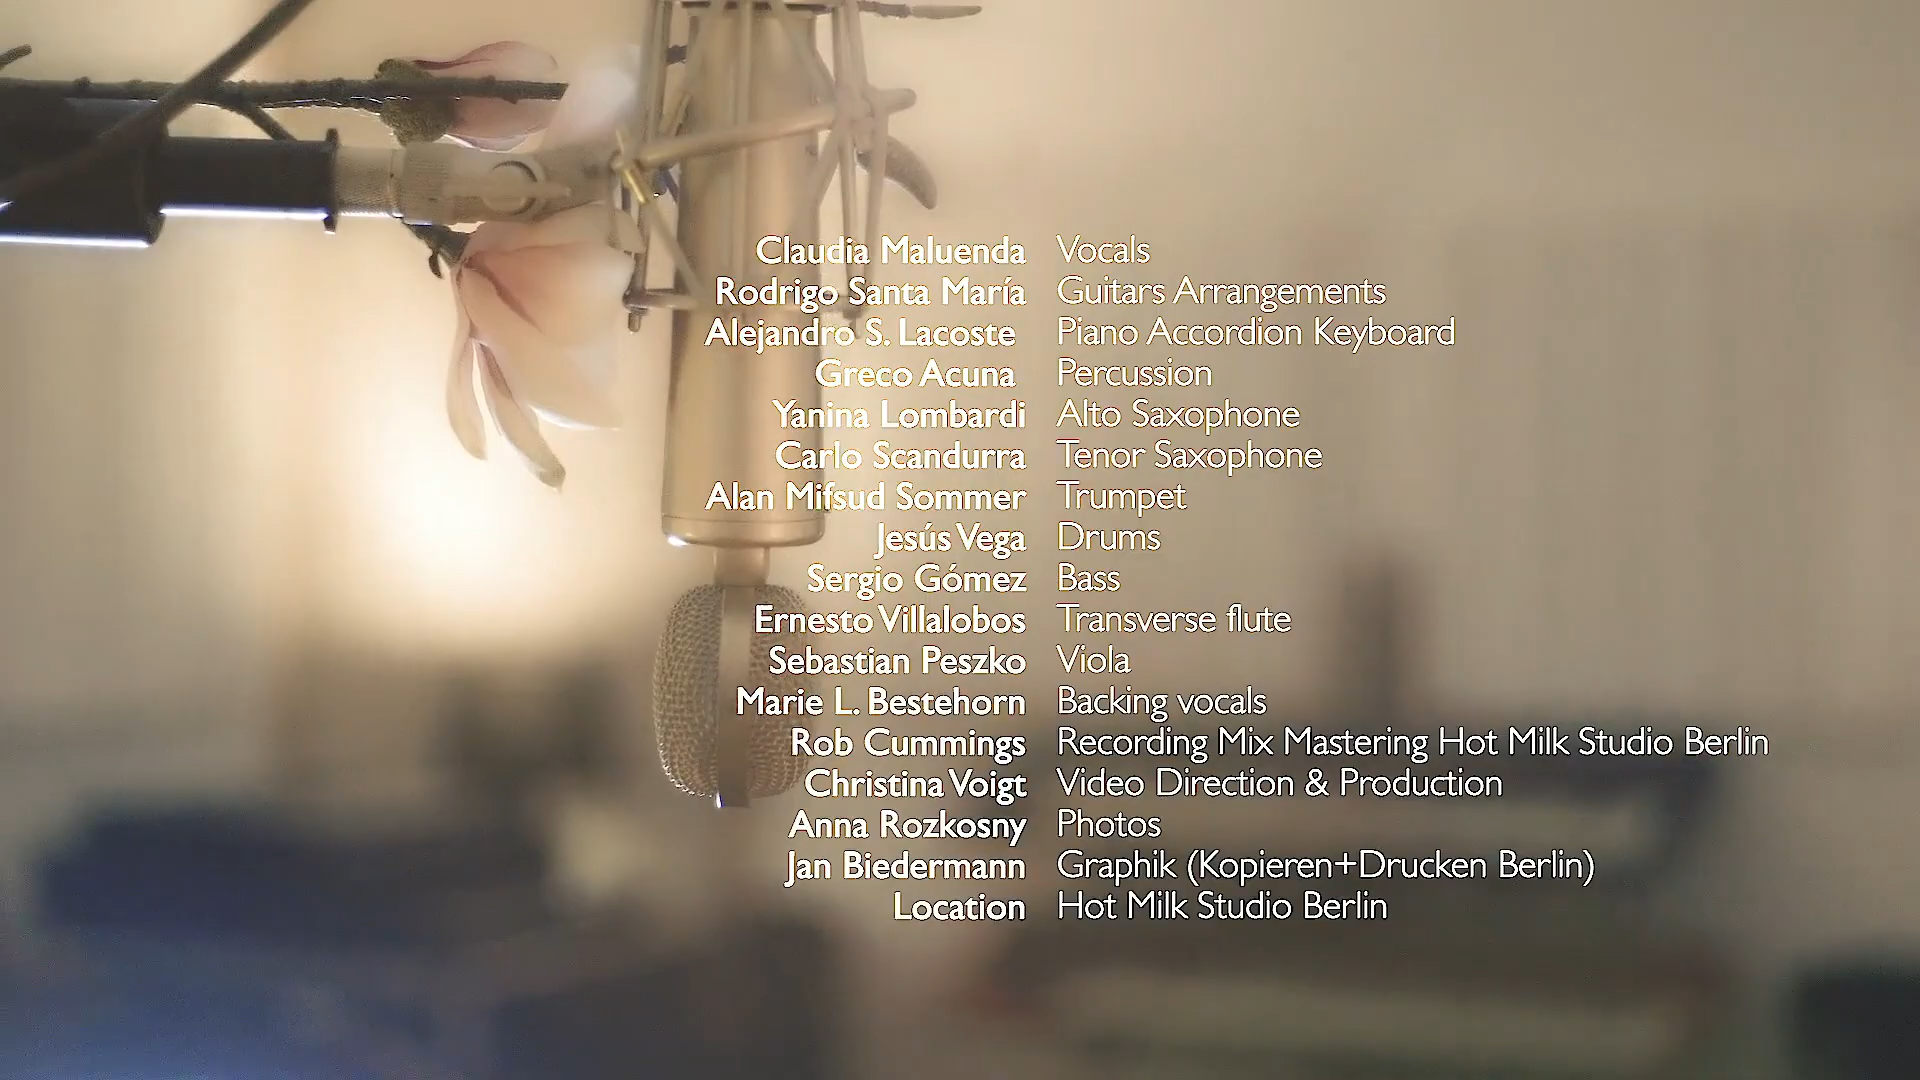 Claudia Maluenda Vocals
Rodrigo Santa María Guitars Arrangements
Alejandro S. Lacoste Piano Accordion Keyboard
Greco Acuna Percussion
Yanina Lombardi Alto Saxophone
Carlo Scandurra Tenor Saxophone
Alan Mifsud Sommer Trumpet
Jesús Vega Drums
Sergio Gómez Bass
Ernesto Villalobos Transverse flute
Sebastian Peszko Viola
Marie L. Bestehorn Backing vocals
Rob Cummings Recording Mix Mastering Hot Milk Studio Berlin
Christina Voigt Video Direction & Production
Anna Rozkosny Photos
Jan Biedermann Graphik (Kopieren+Drucken Berlin)
Location Hot Milk Studio Berlin